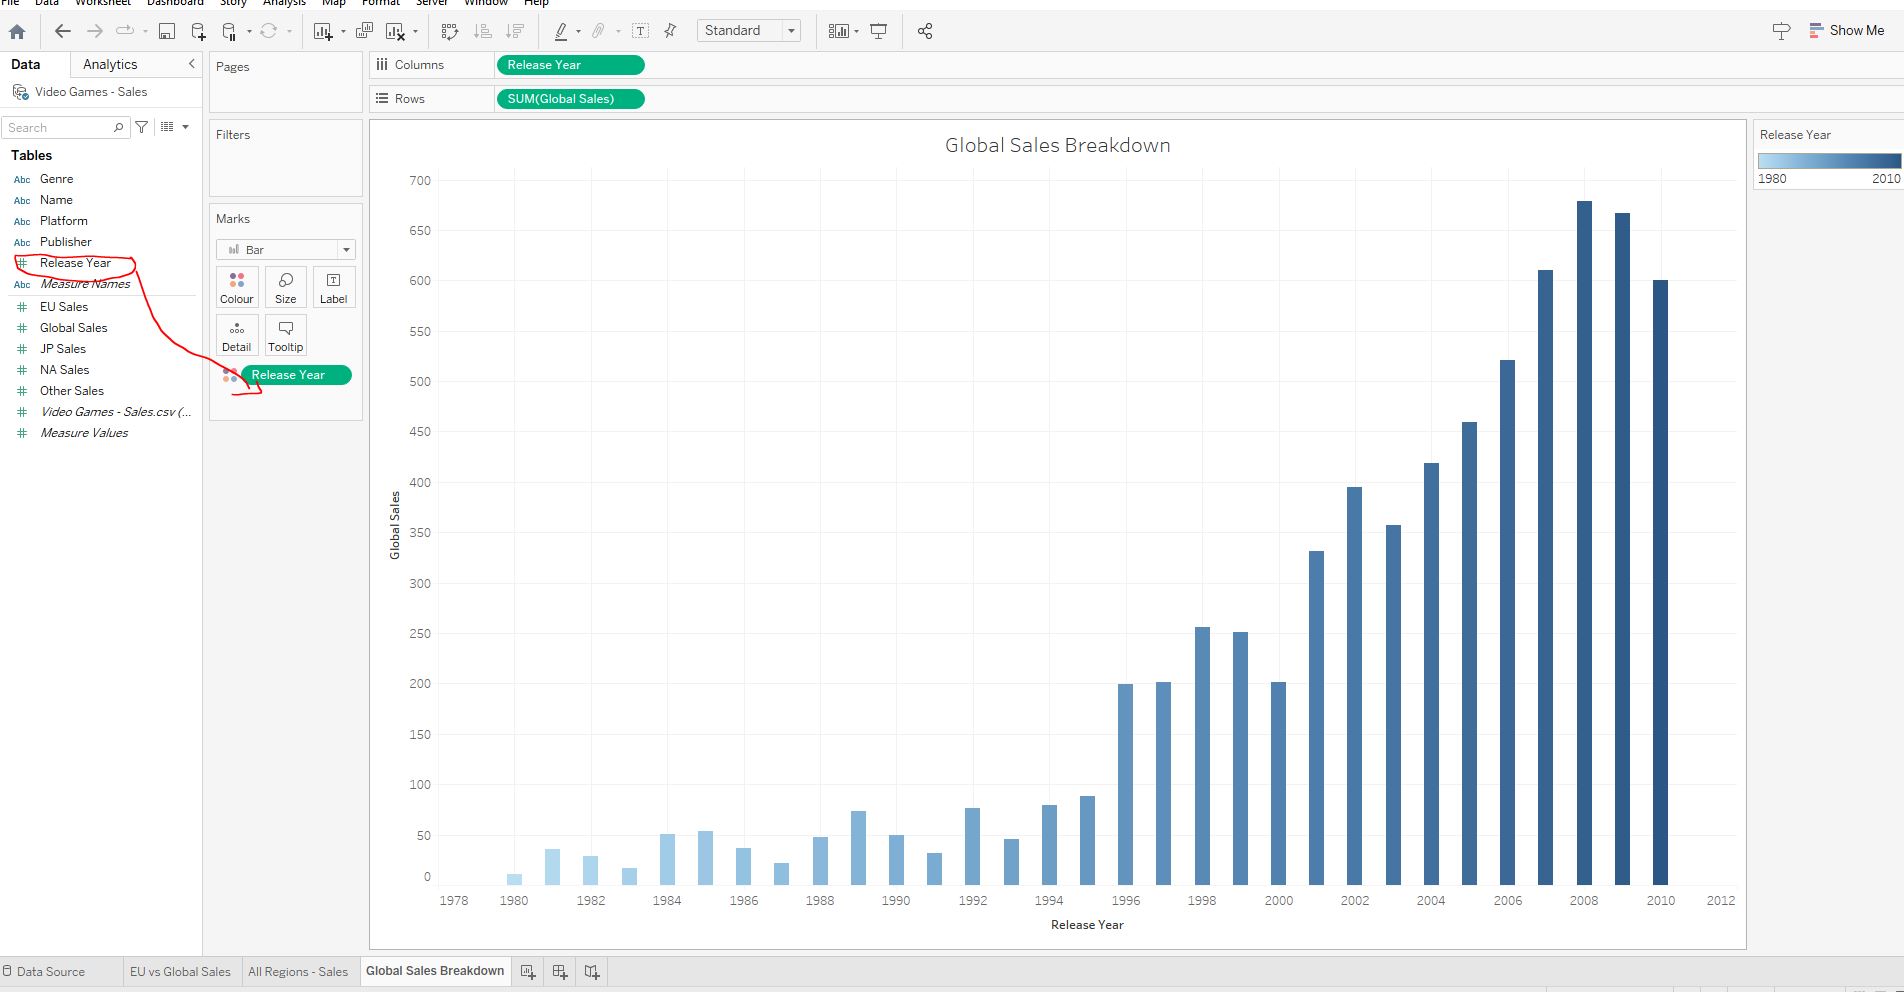 File Data Worksheet Dashboard Story Analysis Map Format Server Window Help
Standard
Show Me
Data Analytics
Video Games - Sales
Search
Tables
Abc Genre
Abc Name
Abc Platform
Abc Publisher
# Release Year
Abc Measure Names
# EU Sales
# Global Sales
# JP Sales
# NA Sales
# Other Sales
# Video Games - Sales.csv (...
# Measure Values
Pages
Filters
Marks
Bar
Colour Size Label
Detail Tooltip
Release Year
Columns Release Year
Rows SUM(Global Sales)
Global Sales Breakdown
700
650
600
550
500
450
400
350
300
250
200
150
100
50
0
Global Sales
1978 1980 1982 1984 1986 1988 1990 1992 1994 1996 1998 2000 2002 2004 2006 2008 2010 2012
Release Year
Release Year
1980 2010
Data Source EU vs Global Sales All Regions - Sales Global Sales Breakdown